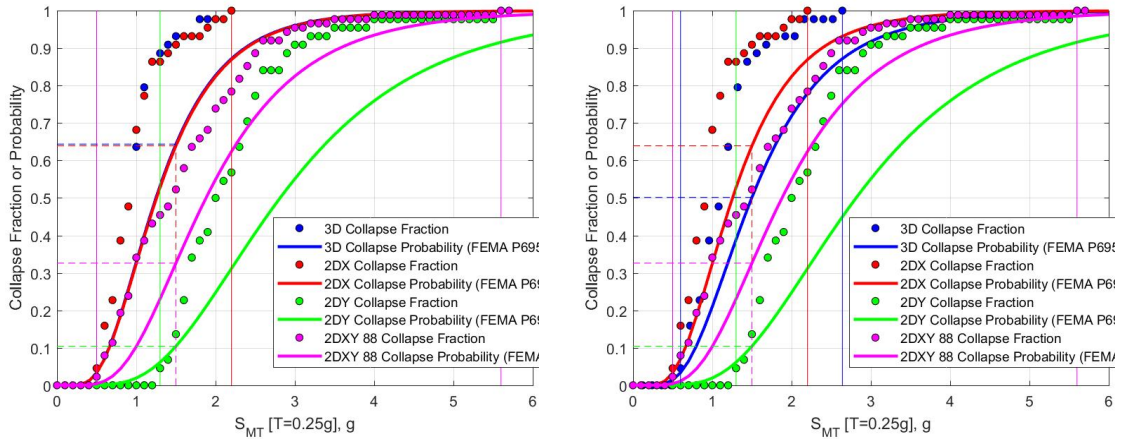 Collapse Fraction or Probability
1
0.9
0.8
0.7
0.6
0.5
0.4
0.3
0.2
0.1
0
0 1 2 3 4 5 6
S_MT [T=0.25g], g
3D Collapse Fraction
3D Collapse Probability (FEMA P695
2DX Collapse Fraction
2DX Collapse Probability (FEMA P69
2DY Collapse Fraction
2DY Collapse Probability (FEMA P69
2DXY 88 Collapse Fraction
2DXY 88 Collapse Probability (FEMA
Collapse Fraction or Probability
1
0.9
0.8
0.7
0.6
0.5
0.4
0.3
0.2
0.1
0
0 1 2 3 4 5 6
S_MT [T=0.25g], g
3D Collapse Fraction
3D Collapse Probability (FEMA P695
2DX Collapse Fraction
2DX Collapse Probability (FEMA P69
2DY Collapse Fraction
2DY Collapse Probability (FEMA P69
2DXY 88 Collapse Fraction
2DXY 88 Collapse Probability (FEMA